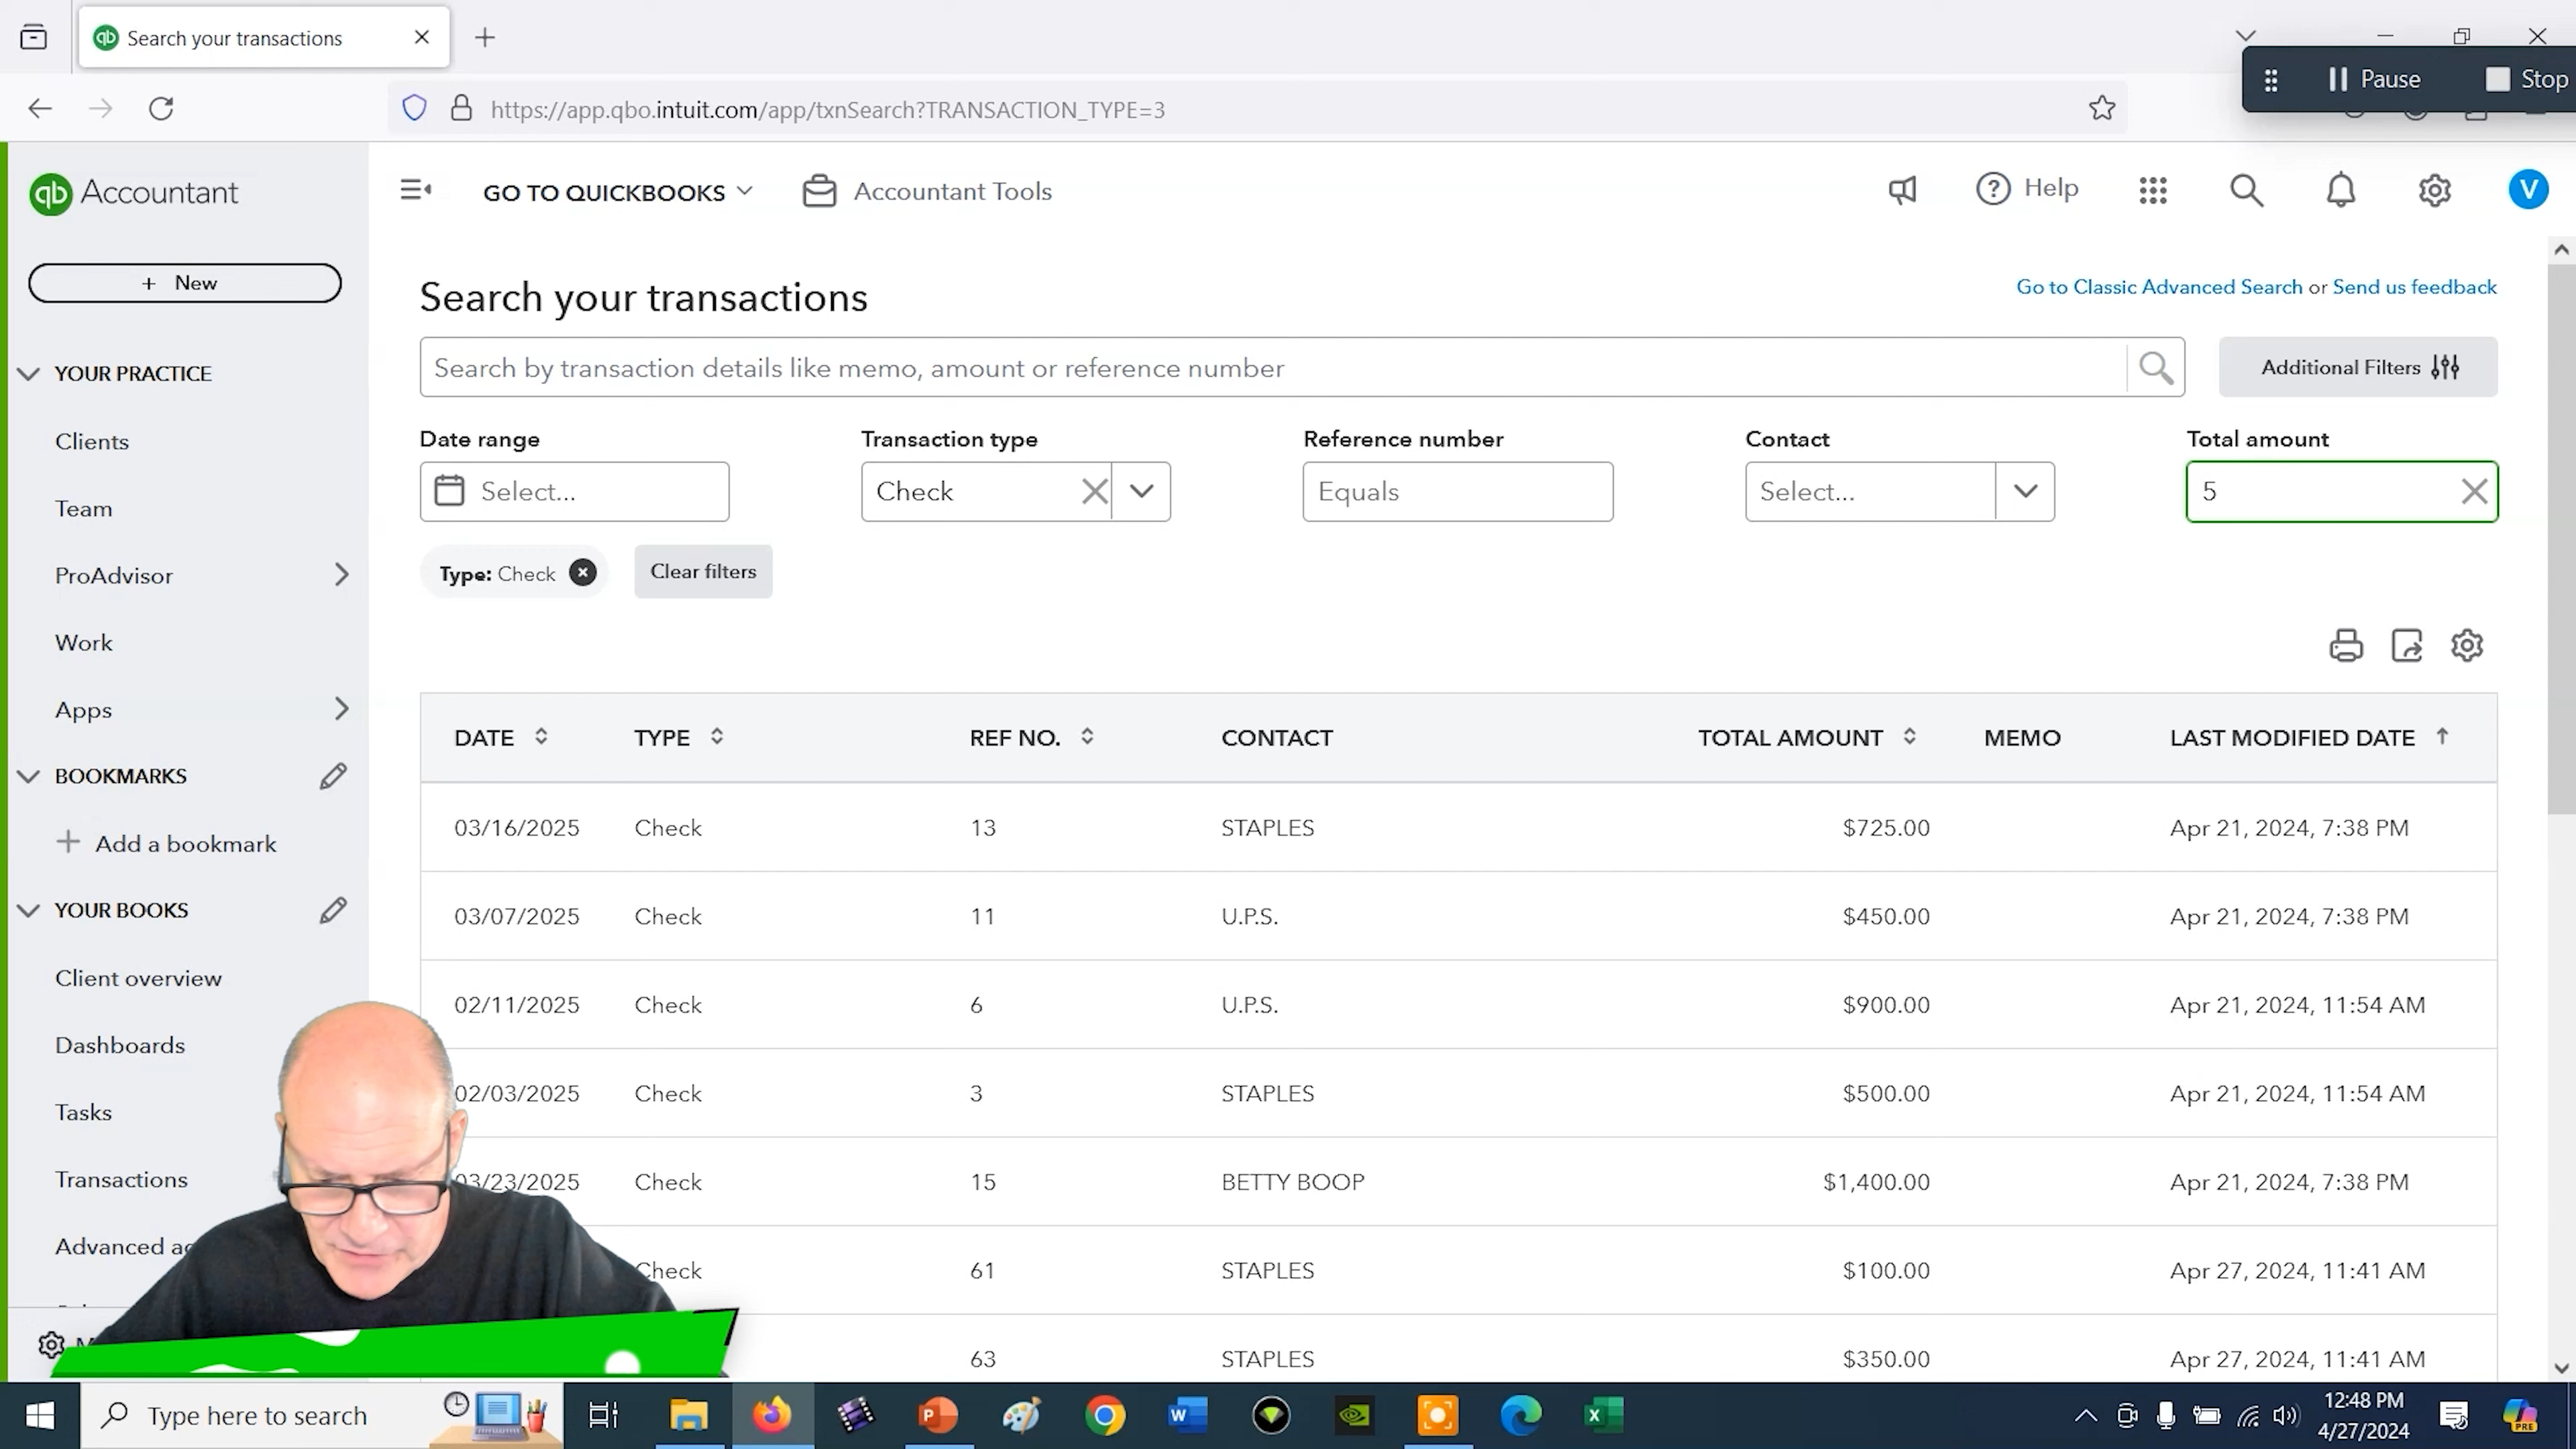 Search your transactions
Pause
Stop
https://app.qbo.intuit.com/app/txnSearch?TRANSACTION_TYPE=3
qb Accountant
GO TO QUICKBOOKS
Accountant Tools
Help
V
+ New
Search your transactions
Go to Classic Advanced Search or Send us feedback
Search by transaction details like memo, amount or reference number
Additional Filters
YOUR PRACTICE
Clients
Team
ProAdvisor
Work
Apps
BOOKMARKS
Add a bookmark
YOUR BOOKS
Client overview
Dashboards
Tasks
Transactions
Advanced
Date range
Transaction type
Reference number
Contact
Total amount
Select...
Check
Equals
Select...
5
Type: Check
Clear filters
DATE TYPE REF NO. CONTACT TOTAL AMOUNT MEMO LAST MODIFIED DATE
03/16/2025 Check 13 STAPLES $725.00 Apr 21, 2024, 7:38 PM
03/07/2025 Check 11 U.P.S. $450.00 Apr 21, 2024, 7:38 PM
02/11/2025 Check 6 U.P.S. $900.00 Apr 21, 2024, 11:54 AM
02/03/2025 Check 3 STAPLES $500.00 Apr 21, 2024, 11:54 AM
03/23/2025 Check 15 BETTY BOOP $1,400.00 Apr 21, 2024, 7:38 PM
Check 61 STAPLES $100.00 Apr 27, 2024, 11:41 AM
63 STAPLES $350.00 Apr 27, 2024, 11:41 AM
Type here to search
12:48 PM
4/27/2024